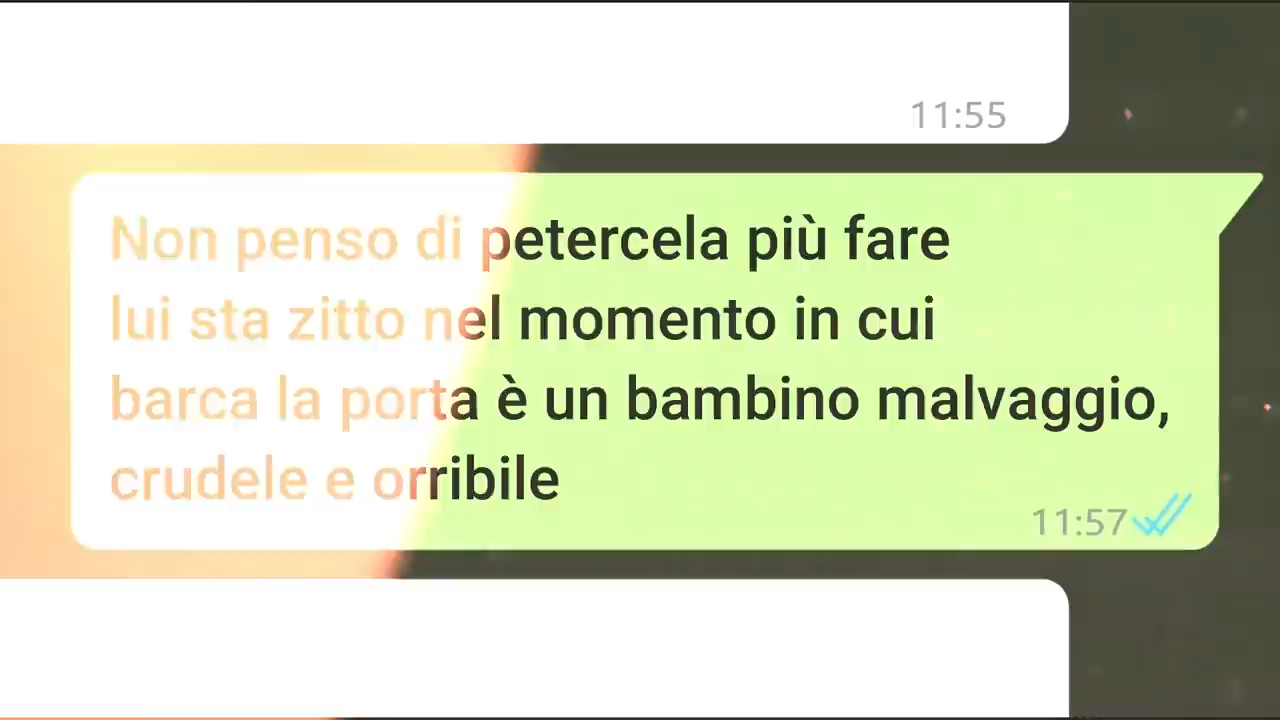 11:55
Non penso di petercela più fare
lui sta zitto nel momento in cui
barca la porta è un bambino malvaggio,
crudele e orribile
11:57